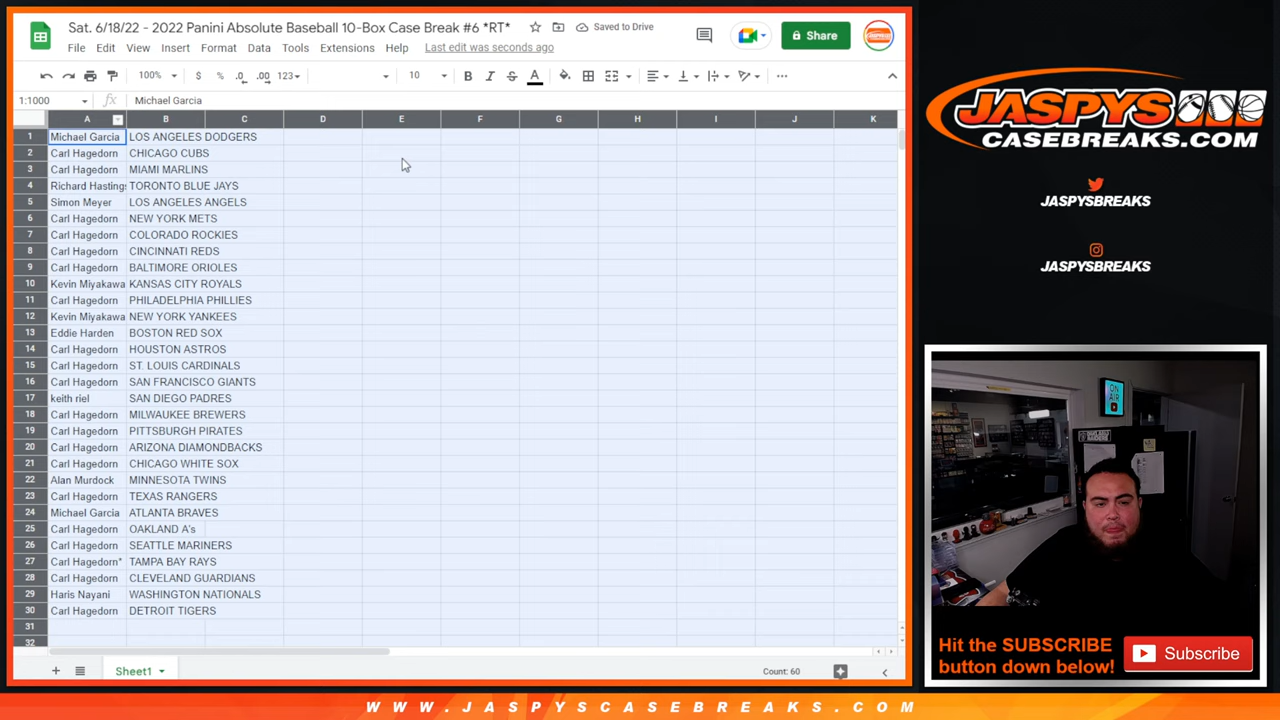 Sat. 6/18/22 - 2022 Panini Absolute Baseball 10-Box Case Break #6 *RT*
Saved to Drive
Share
File Edit View Insert Format Data Tools Extensions Help Last edit was seconds ago
100% $ % .0 .00 123 10 B I S A
1:1000 fx Michael Garcia
A B C D E F G H I J K
1 Michael Garcia LOS ANGELES DODGERS
2 Carl Hagedorn CHICAGO CUBS
3 Carl Hagedorn MIAMI MARLINS
4 Richard Hastings TORONTO BLUE JAYS
5 Simon Meyer LOS ANGELES ANGELS
6 Carl Hagedorn NEW YORK METS
7 Carl Hagedorn COLORADO ROCKIES
8 Carl Hagedorn CINCINNATI REDS
9 Carl Hagedorn BALTIMORE ORIOLES
10 Kevin Miyakawa KANSAS CITY ROYALS
11 Carl Hagedorn PHILADELPHIA PHILLIES
12 Kevin Miyakawa NEW YORK YANKEES
13 Eddie Harden BOSTON RED SOX
14 Carl Hagedorn HOUSTON ASTROS
15 Carl Hagedorn ST. LOUIS CARDINALS
16 Carl Hagedorn SAN FRANCISCO GIANTS
17 keith riel SAN DIEGO PADRES
18 Carl Hagedorn MILWAUKEE BREWERS
19 Carl Hagedorn PITTSBURGH PIRATES
20 Carl Hagedorn ARIZONA DIAMONDBACKS
21 Carl Hagedorn CHICAGO WHITE SOX
22 Alan Murdock MINNESOTA TWINS
23 Carl Hagedorn TEXAS RANGERS
24 Michael Garcia ATLANTA BRAVES
25 Carl Hagedorn OAKLAND A's
26 Carl Hagedorn SEATTLE MARINERS
27 Carl Hagedorn* TAMPA BAY RAYS
28 Carl Hagedorn CLEVELAND GUARDIANS
29 Haris Nayani WASHINGTON NATIONALS
30 Carl Hagedorn DETROIT TIGERS
31
32
Sheet1
Count: 60
JASPYS
CASEBREAKS.COM
JASPYSBREAKS
JASPYSBREAKS
ON
AIR
Hit the SUBSCRIBE
button down below!
Subscribe
WWW.JASPYSCASEBREAKS.COM